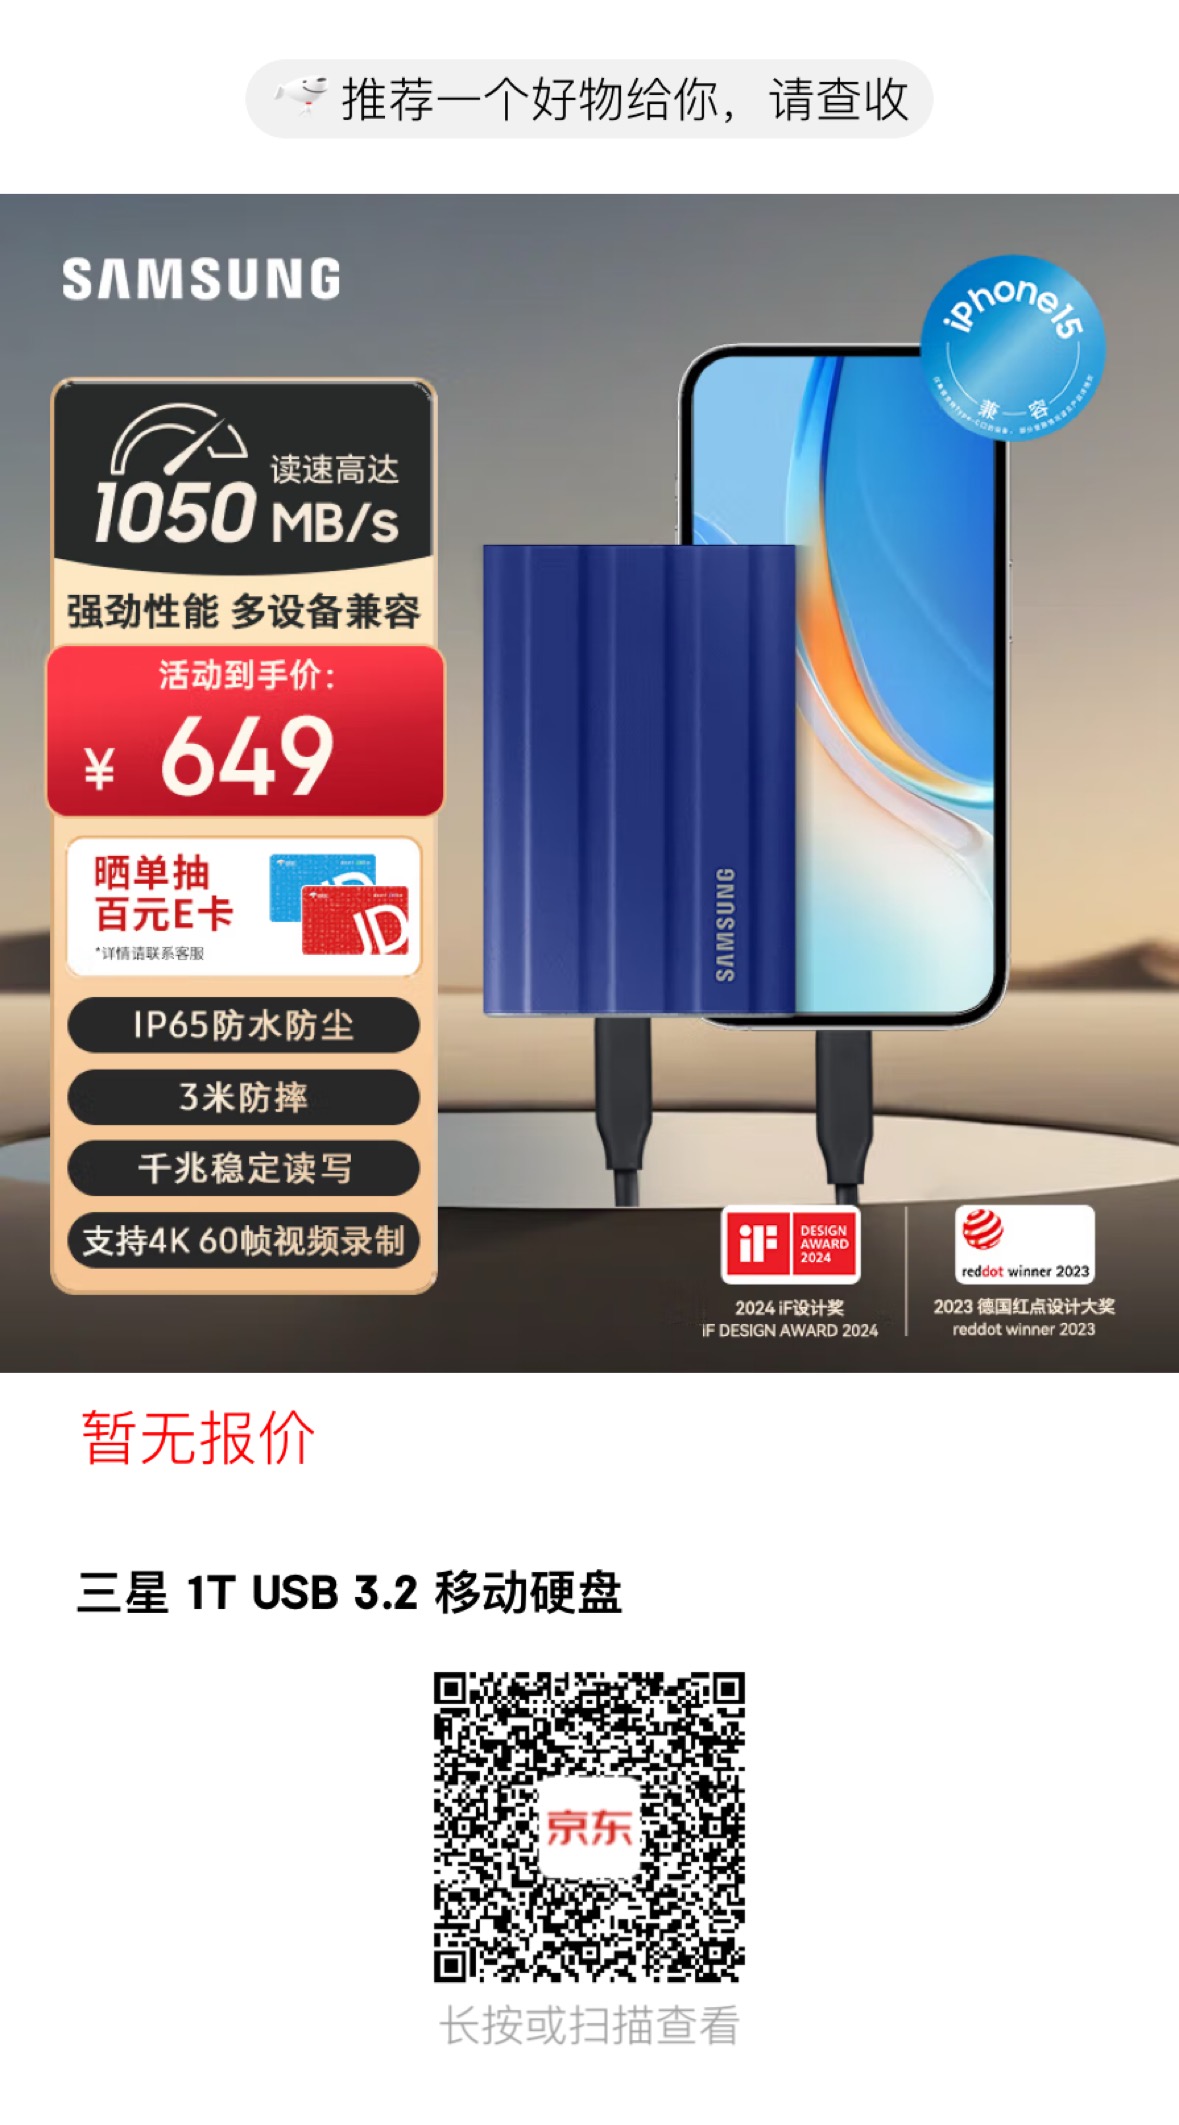 推荐一个好物给你，请查收
SAMSUNG
iPhone15
兼容
读速高达
1050 MB/s
强劲性能 多设备兼容
活动到手价：
¥ 649
晒单抽
百元E卡
*详情请联系客服
JD
IP65防水防尘
3米防摔
千兆稳定读写
支持4K 60帧视频录制
SAMSUNG
iF DESIGN AWARD 2024
2024 iF设计奖
iF DESIGN AWARD 2024
reddot winner 2023
2023 德国红点设计大奖
reddot winner 2023
暂无报价
三星 1T USB 3.2 移动硬盘
京东
长按或扫描查看